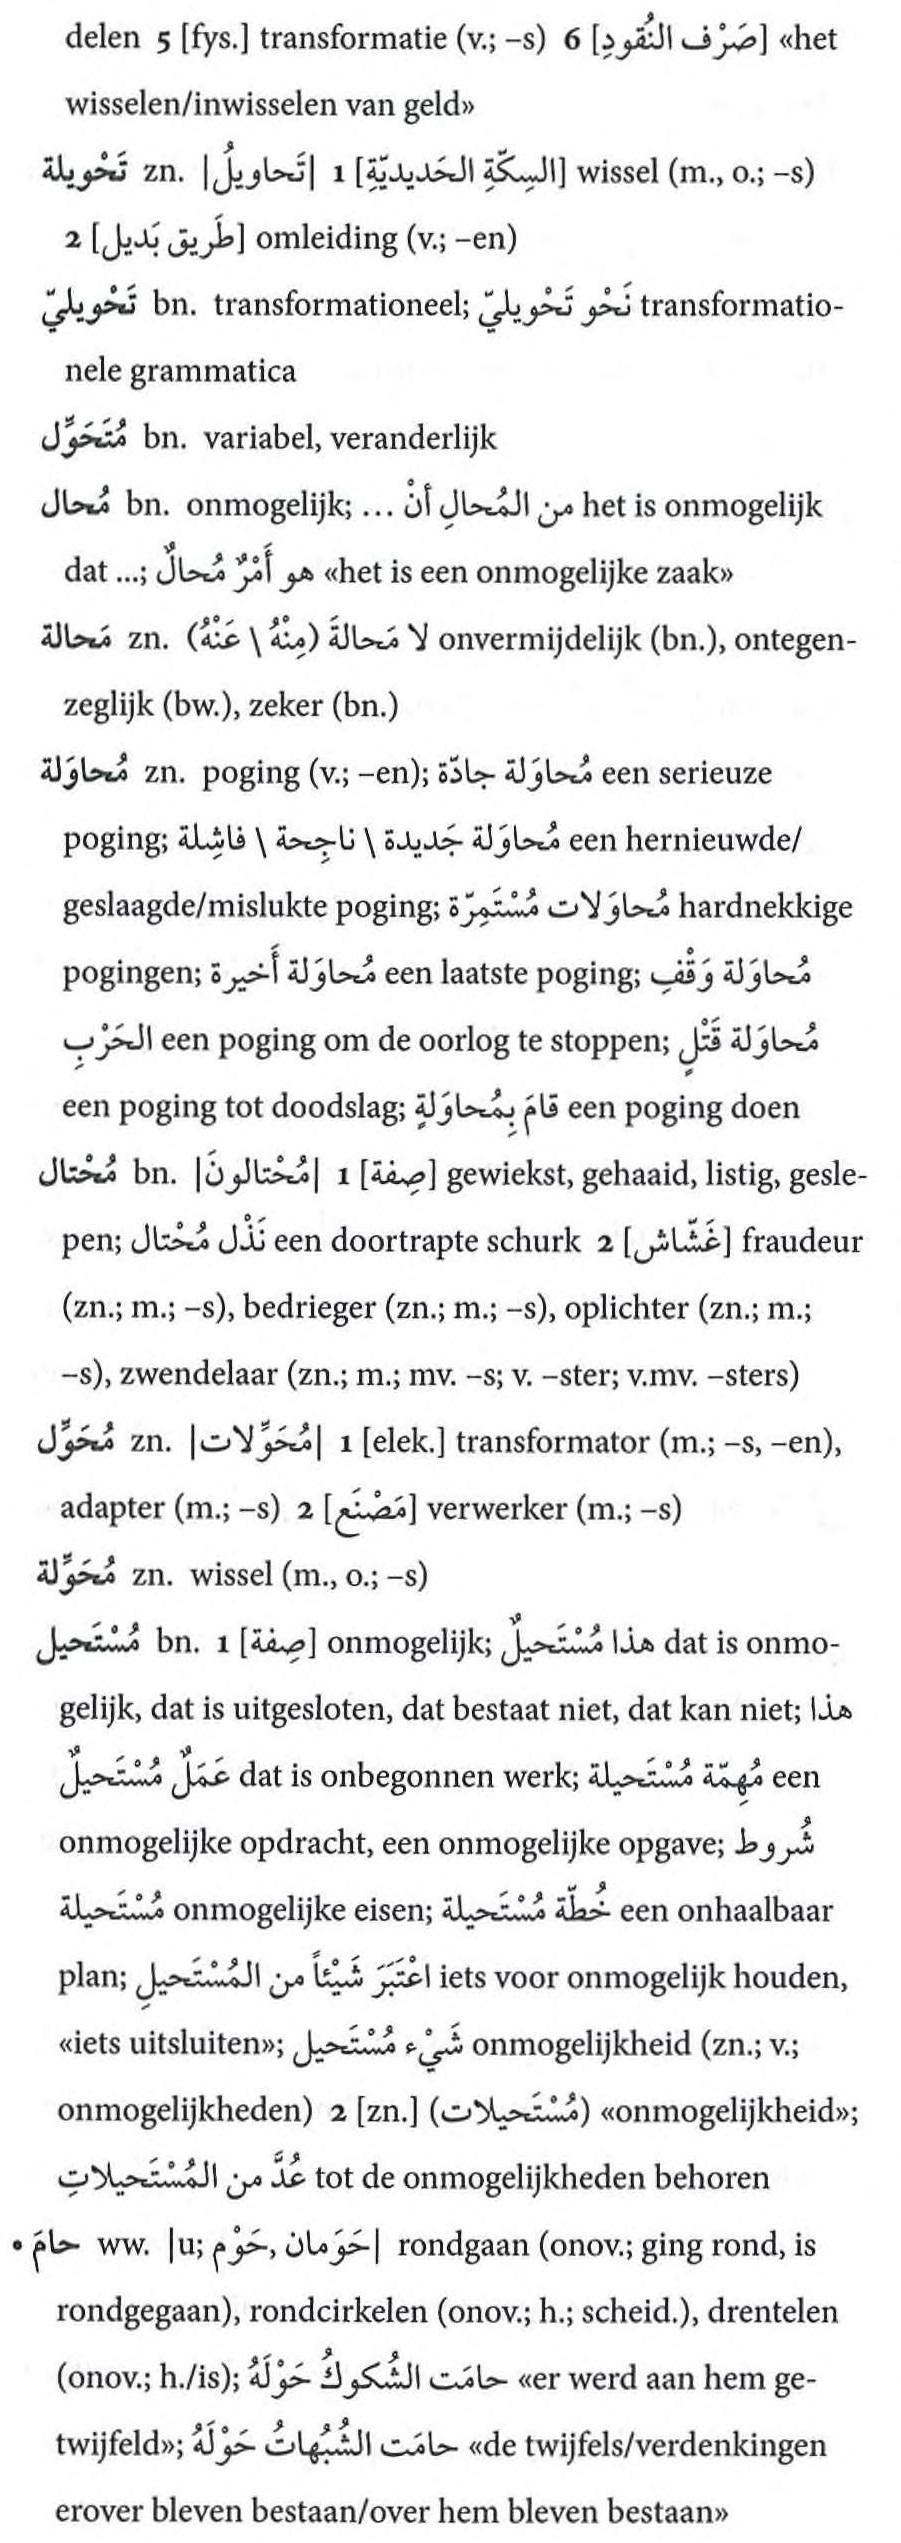 delen 5 [fys.] transformatie (v.; –s) 6 [صَرْف النُّقودِ] «het
wisselen/inwisselen van geld»
تَحْويلة zn. |تَحاويلُ| 1 [السِكّةِ الحَديديّةِ] wissel (m., o.; –s)
2 [طَريق بَديل] omleiding (v.; –en)
تَحْويليّ bn. transformationeel; نَحْو تَحْويليّ transformatio-
nele grammatica
مُتَحَوِّل bn. variabel, veranderlijk
مُحال bn. onmogelijk; من المُحالِ أنْ ... het is onmogelijk
dat ...; هو أَمْرٌ مُحالٌ «het is een onmogelijke zaak»
مَحالة zn. لا مَحالةَ (مِنْهُ \ عَنْهُ) onvermijdelijk (bn.), ontegen-
zeglijk (bw.), zeker (bn.)
مُحاوَلة zn. poging (v.; –en); مُحاوَلة جادّة een serieuze
poging; مُحاوَلة جَديدة \ ناجِحة \ فاشِلة een hernieuwde/
geslaagde/mislukte poging; مُحاوَلات مُسْتَمِرّة hardnekkige
pogingen; مُحاوَلة أَخيرة een laatste poging; مُحاوَلة وَقْفِ
الحَرْبِ een poging om de oorlog te stoppen; مُحاوَلة قَتْلٍ
een poging tot doodslag; قامَ بِمُحاوَلةٍ een poging doen
مُحْتال bn. |مُحْتالونَ| 1 [صِفة] gewiekst, gehaaid, listig, gesle-
pen; نَذْل مُحْتال een doortrapte schurk 2 [غَشّاش] fraudeur
(zn.; m.; –s), bedrieger (zn.; m.; –s), oplichter (zn.; m.;
–s), zwendelaar (zn.; m.; mv. –s; v. –ster; v.mv. –sters)
مُحَوِّل zn. |مُحَوِّلات| 1 [elek.] transformator (m.; –s, –en),
adapter (m.; –s) 2 [مَصْنَع] verwerker (m.; –s)
مُحَوِّلة zn. wissel (m., o.; –s)
مُسْتَحيل bn. 1 [صِفة] onmogelijk; هذا مُسْتَحيلٌ dat is onmo-
gelijk, dat is uitgesloten, dat bestaat niet, dat kan niet; هذا
عَمَلٌ مُسْتَحيلٌ dat is onbegonnen werk; مُهِمّة مُسْتَحيلة een
onmogelijke opdracht, een onmogelijke opgave; شُروط
مُسْتَحيلة onmogelijke eisen; خُطّة مُسْتَحيلة een onhaalbaar
plan; اعْتَبَرَ شَيْئاً من المُسْتَحيلِ iets voor onmogelijk houden,
«iets uitsluiten»; شَيْء مُسْتَحيل onmogelijkheid (zn.; v.;
onmogelijkheden) 2 [zn.] (مُسْتَحيلات) «onmogelijkheid»;
عُدَّ من المُسْتَحيلاتِ tot de onmogelijkheden behoren
• حامَ ww. |u; حَوْم, حَوَمان| rondgaan (onov.; ging rond, is
rondgegaan), rondcirkelen (onov.; h.; scheid.), drentelen
(onov.; h./is); حامَت الشُكوكُ حَوْلَهُ «er werd aan hem ge-
twijfeld»; حامَت الشُبُهاتُ حَوْلَهُ «de twijfels/verdenkingen
erover bleven bestaan/over hem bleven bestaan»